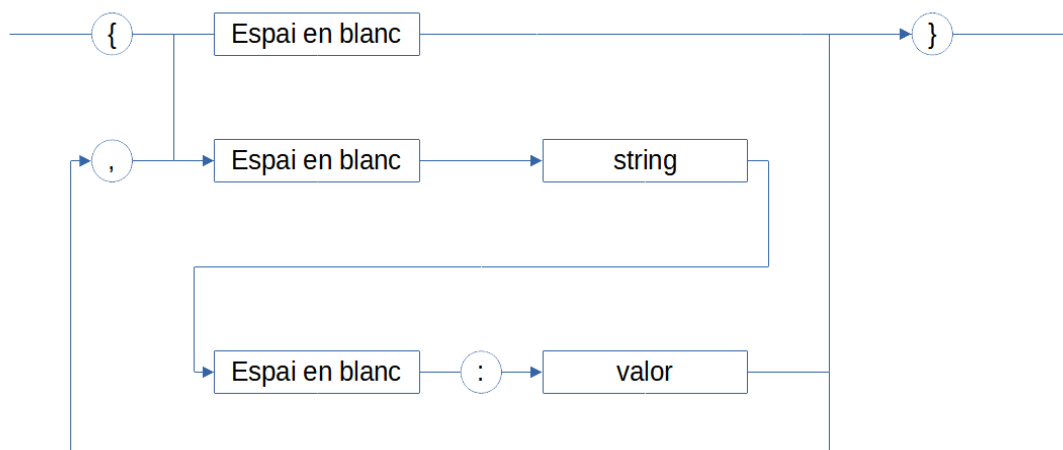 { Espai en blanc }
, Espai en blanc string
Espai en blanc : valor